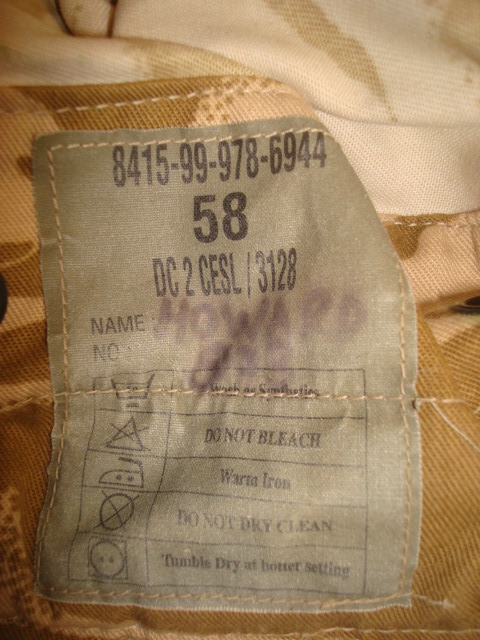 8415-99-978-6944
58
DC 2 CESL / 3128
NAME HOWARD
NO
Wash as Synthetics
DO NOT BLEACH
Warm Iron
DO NOT DRY CLEAN
Tumble Dry at hotter setting